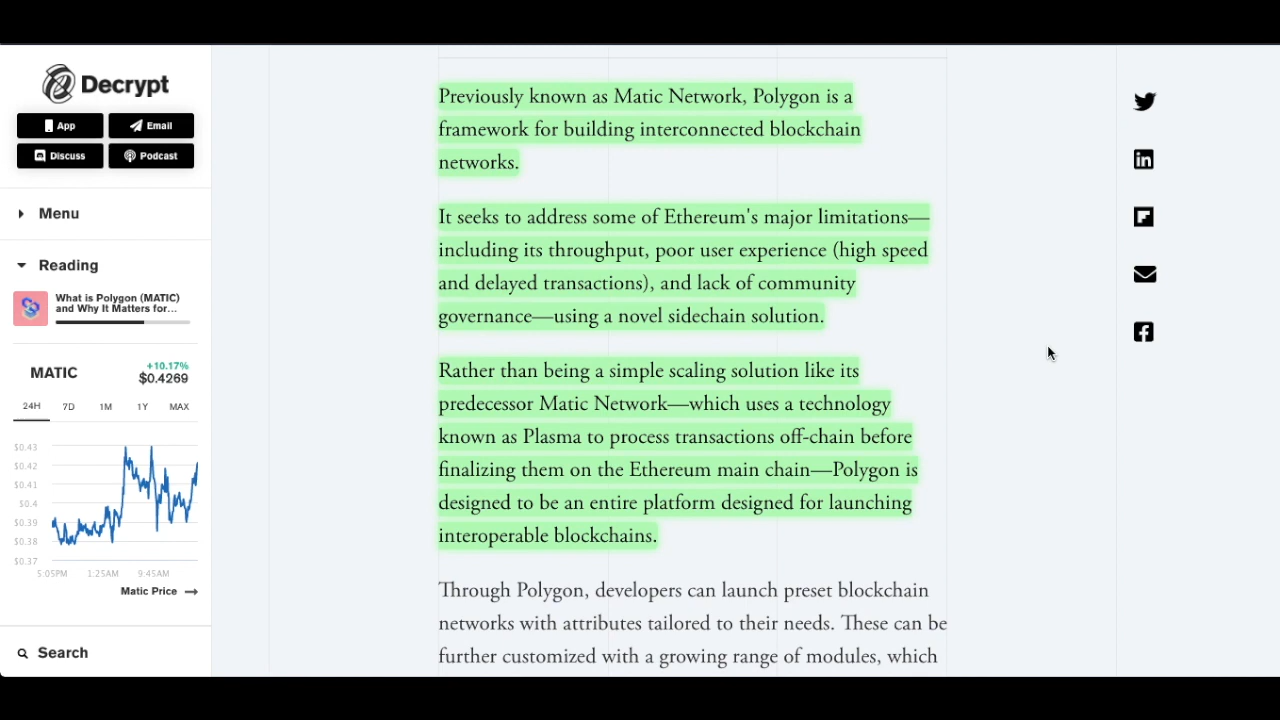 Decrypt
App
Email
Discuss
Podcast
Menu
Reading
What is Polygon (MATIC)
and Why It Matters for...
MATIC
+10.17%
$0.4269
24H
7D
1M
1Y
MAX
$0.43
$0.42
$0.41
$0.4
$0.39
$0.38
$0.37
5:05PM
1:25AM
9:45AM
Matic Price
Search
Previously known as Matic Network, Polygon is a
framework for building interconnected blockchain
networks.
It seeks to address some of Ethereum's major limitations—
including its throughput, poor user experience (high speed
and delayed transactions), and lack of community
governance—using a novel sidechain solution.
Rather than being a simple scaling solution like its
predecessor Matic Network—which uses a technology
known as Plasma to process transactions off-chain before
finalizing them on the Ethereum main chain—Polygon is
designed to be an entire platform designed for launching
interoperable blockchains.
Through Polygon, developers can launch preset blockchain
networks with attributes tailored to their needs. These can be
further customized with a growing range of modules, which